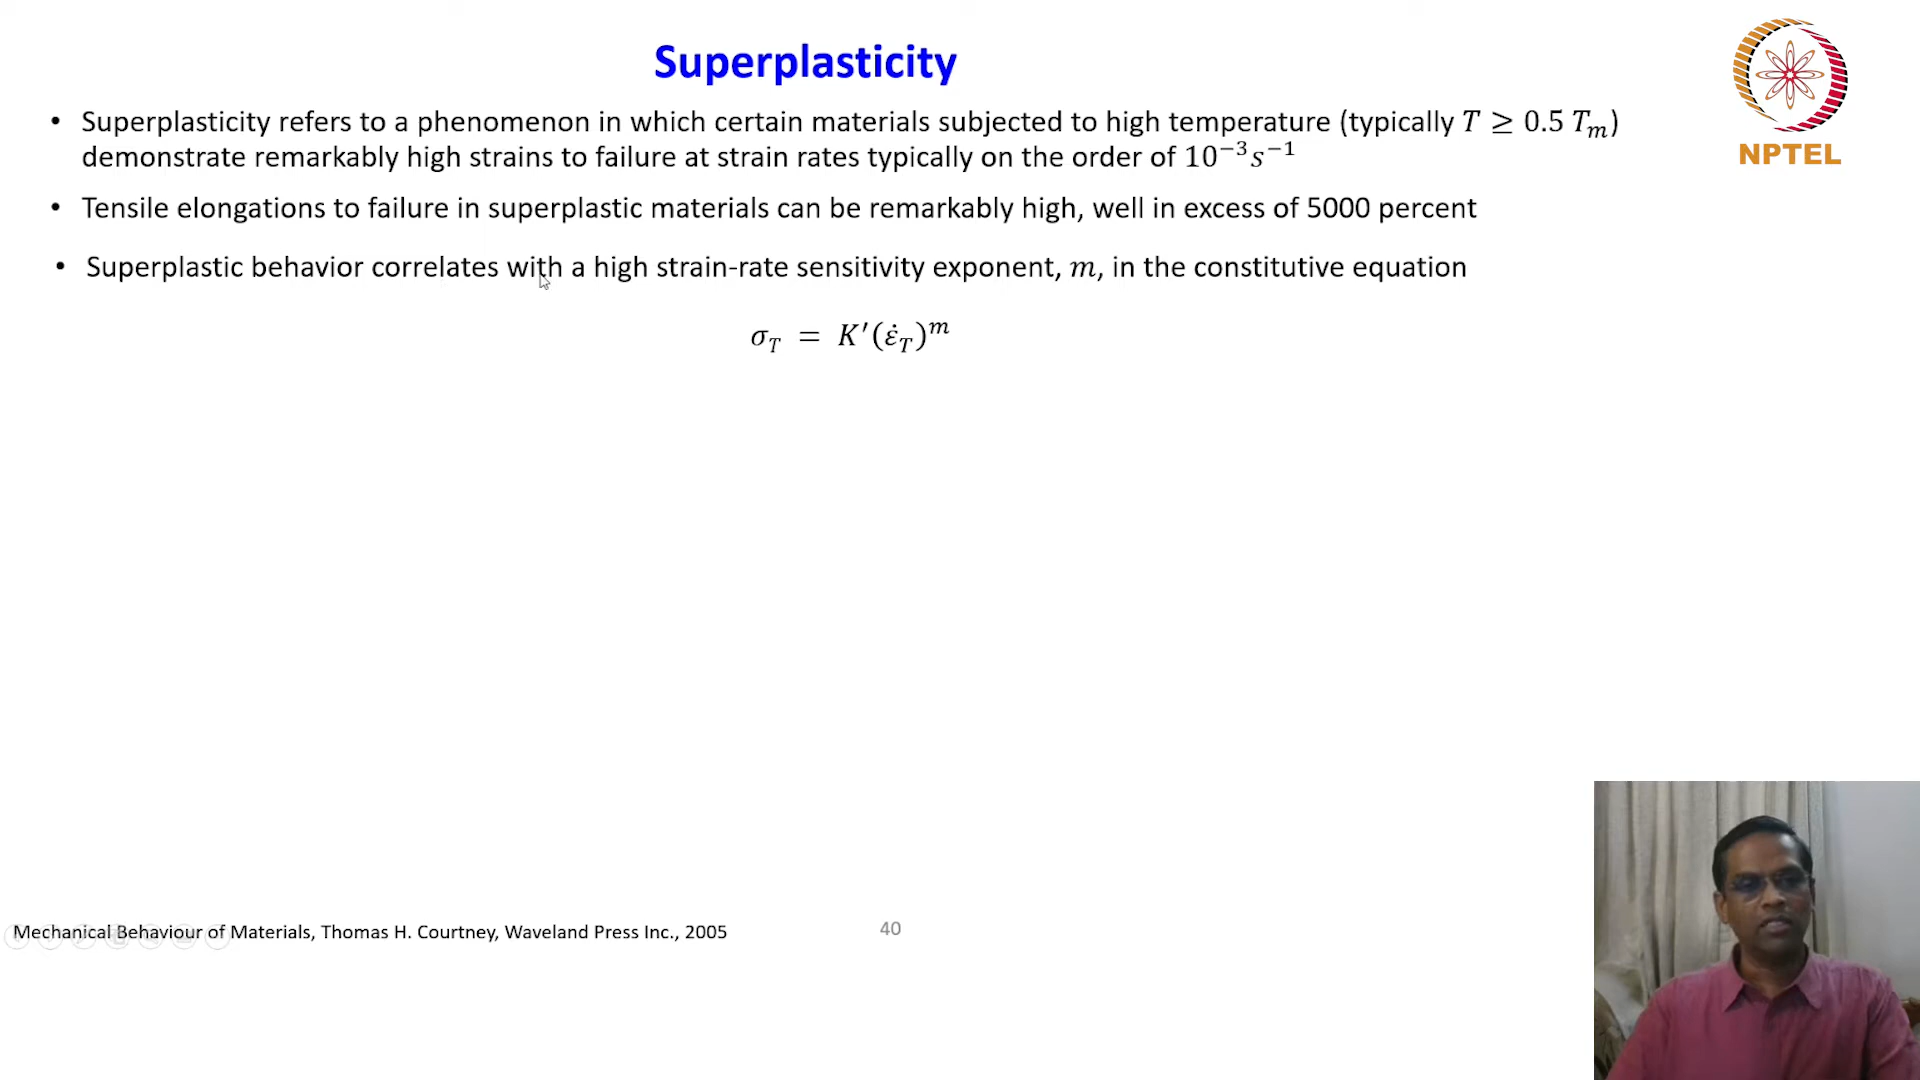 Superplasticity
NPTEL
• Superplasticity refers to a phenomenon in which certain materials subjected to high temperature (typically T ≥ 0.5 Tₘ)
demonstrate remarkably high strains to failure at strain rates typically on the order of 10⁻³s⁻¹
• Tensile elongations to failure in superplastic materials can be remarkably high, well in excess of 5000 percent
• Superplastic behavior correlates with a high strain-rate sensitivity exponent, m, in the constitutive equation
σ_T = K′(ε̇_T)ᵐ
Mechanical Behaviour of Materials, Thomas H. Courtney, Waveland Press Inc., 2005
40